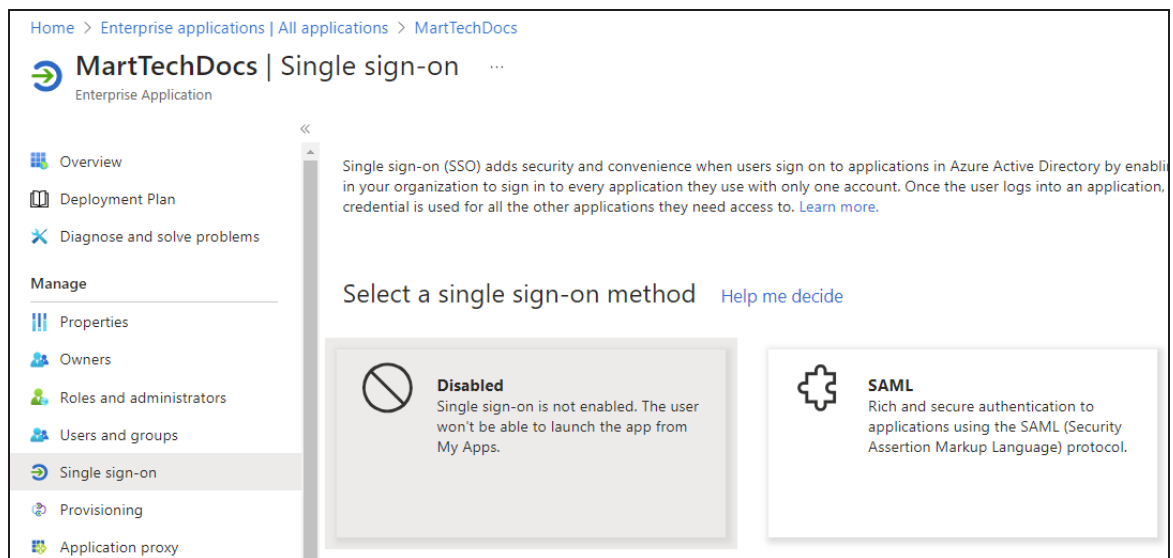 Home > Enterprise applications | All applications > MartTechDocs
MartTechDocs | Single sign-on ...
Enterprise Application
«
Overview
Deployment Plan
Diagnose and solve problems
Manage
Properties
Owners
Roles and administrators
Users and groups
Single sign-on
Provisioning
Application proxy
Single sign-on (SSO) adds security and convenience when users sign on to applications in Azure Active Directory by
in your organization to sign in to every application they use with only one account. Once the user logs into an application,
credential is used for all the other applications they need access to. Learn more.
Select a single sign-on method Help me decide
Disabled
Single sign-on is not enabled. The user
won't be able to launch the app from
My Apps.
SAML
Rich and secure authentication to
applications using the SAML (Security
Assertion Markup Language) protocol.